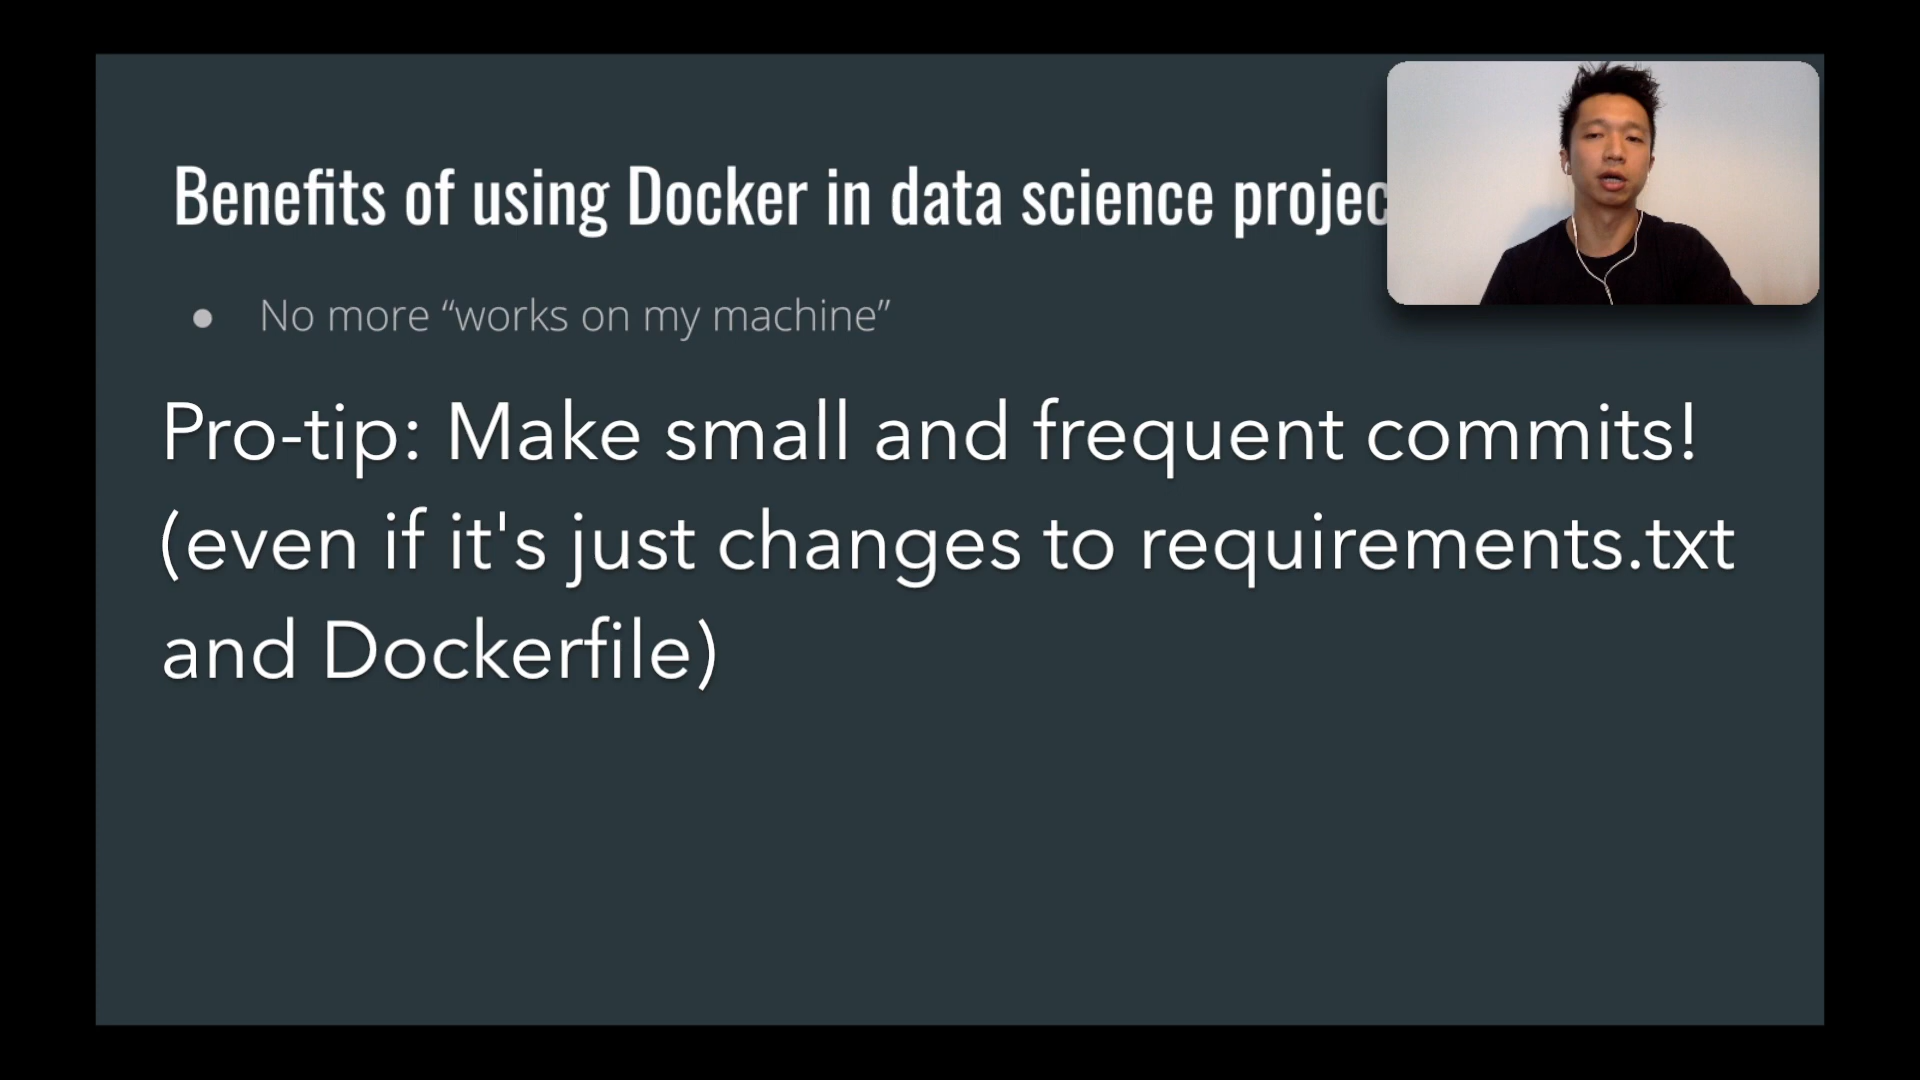 Benefits of using Docker in data science projec
● No more “works on my machine”
Pro-tip: Make small and frequent commits!
(even if it's just changes to requirements.txt
and Dockerfile)